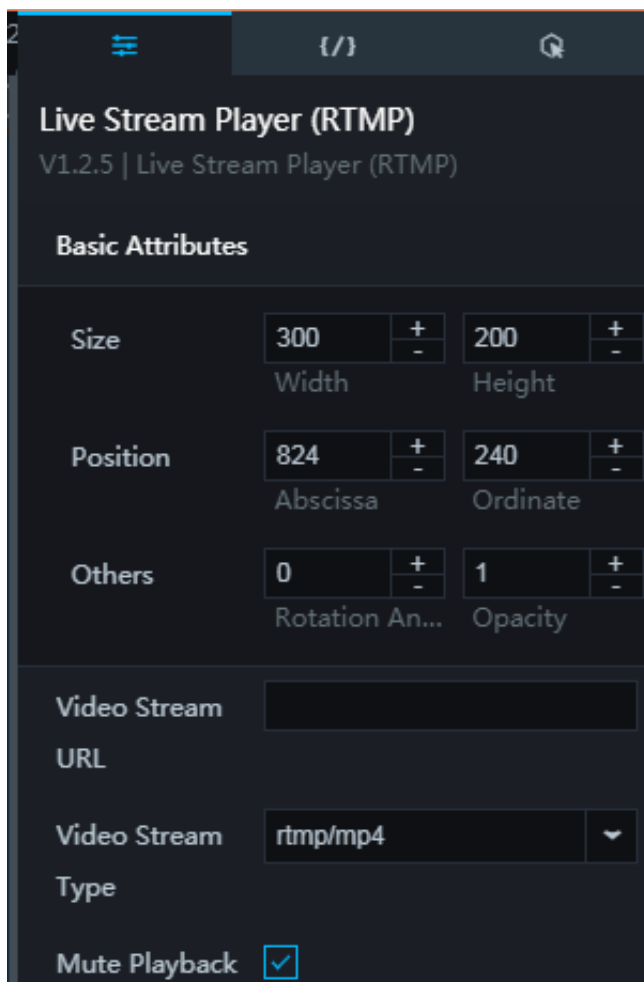 2
{/}
Live Stream Player (RTMP)
V1.2.5 | Live Stream Player (RTMP)
Basic Attributes
Size 300 + - 200 + -
Width Height
Position 824 + - 240 + -
Abscissa Ordinate
Others 0 + - 1 + -
Rotation An... Opacity
Video Stream
URL
Video Stream rtmp/mp4
Type
Mute Playback